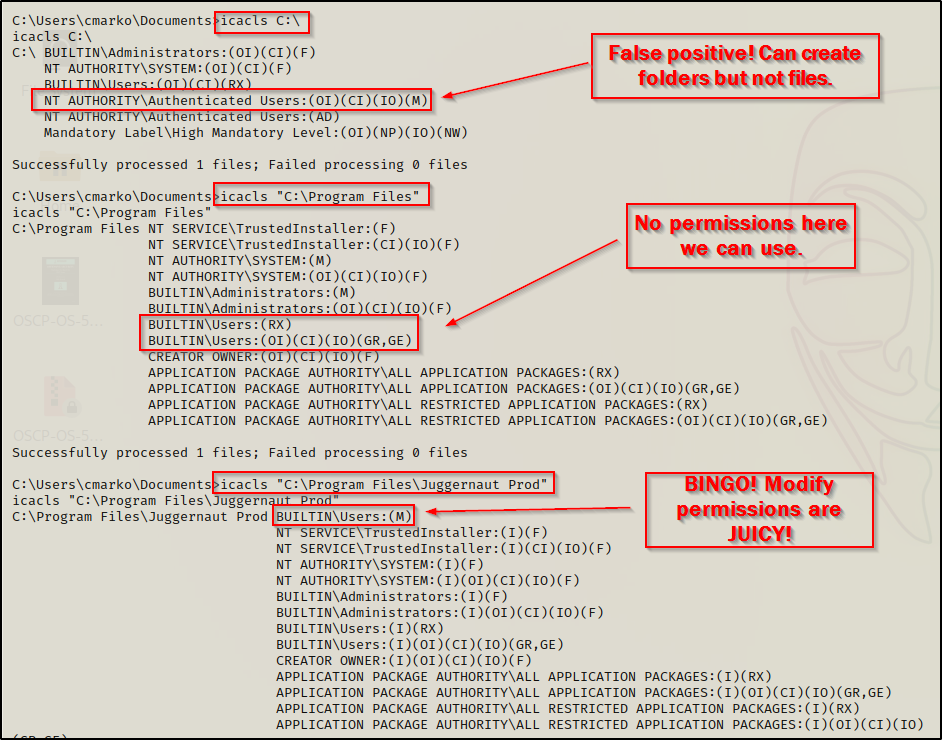 C:\Users\cmarko\Documents>icacls C:\
icacls C:\
C:\ BUILTIN\Administrators:(OI)(CI)(F)
NT AUTHORITY\SYSTEM:(OI)(CI)(F)
BUILTIN\Users:(OI)(CI)(RX)
NT AUTHORITY\Authenticated Users:(OI)(CI)(IO)(M)
NT AUTHORITY\Authenticated Users:(AD)
Mandatory Label\High Mandatory Level:(OI)(NP)(IO)(NW)
False positive! Can create
folders but not files.
Successfully processed 1 files; Failed processing 0 files
C:\Users\cmarko\Documents>icacls "C:\Program Files"
icacls "C:\Program Files"
C:\Program Files NT SERVICE\TrustedInstaller:(F)
NT SERVICE\TrustedInstaller:(CI)(IO)(F)
NT AUTHORITY\SYSTEM:(M)
NT AUTHORITY\SYSTEM:(OI)(CI)(IO)(F)
BUILTIN\Administrators:(M)
BUILTIN\Administrators:(OI)(CI)(IO)(F)
BUILTIN\Users:(RX)
BUILTIN\Users:(OI)(CI)(IO)(GR,GE)
CREATOR OWNER:(OI)(CI)(IO)(F)
APPLICATION PACKAGE AUTHORITY\ALL APPLICATION PACKAGES:(RX)
APPLICATION PACKAGE AUTHORITY\ALL APPLICATION PACKAGES:(OI)(CI)(IO)(GR,GE)
APPLICATION PACKAGE AUTHORITY\ALL RESTRICTED APPLICATION PACKAGES:(RX)
APPLICATION PACKAGE AUTHORITY\ALL RESTRICTED APPLICATION PACKAGES:(OI)(CI)(IO)(GR,GE)
No permissions here
we can use.
OSCP-OS-5...
OSCP-OS-5...
Successfully processed 1 files; Failed processing 0 files
C:\Users\cmarko\Documents>icacls "C:\Program Files\Juggernaut Prod"
icacls "C:\Program Files\Juggernaut Prod"
C:\Program Files\Juggernaut Prod BUILTIN\Users:(M)
NT SERVICE\TrustedInstaller:(I)(F)
NT SERVICE\TrustedInstaller:(I)(CI)(IO)(F)
NT AUTHORITY\SYSTEM:(I)(F)
NT AUTHORITY\SYSTEM:(I)(OI)(CI)(IO)(F)
BUILTIN\Administrators:(I)(F)
BUILTIN\Administrators:(I)(OI)(CI)(IO)(F)
BUILTIN\Users:(I)(RX)
BUILTIN\Users:(I)(OI)(CI)(IO)(GR,GE)
CREATOR OWNER:(I)(OI)(CI)(IO)(F)
APPLICATION PACKAGE AUTHORITY\ALL APPLICATION PACKAGES:(I)(RX)
APPLICATION PACKAGE AUTHORITY\ALL APPLICATION PACKAGES:(I)(OI)(CI)(IO)(GR,GE)
APPLICATION PACKAGE AUTHORITY\ALL RESTRICTED APPLICATION PACKAGES:(I)(RX)
APPLICATION PACKAGE AUTHORITY\ALL RESTRICTED APPLICATION PACKAGES:(I)(OI)(CI)(IO)
(GR,GE)
BINGO! Modify
permissions are
JUICY!